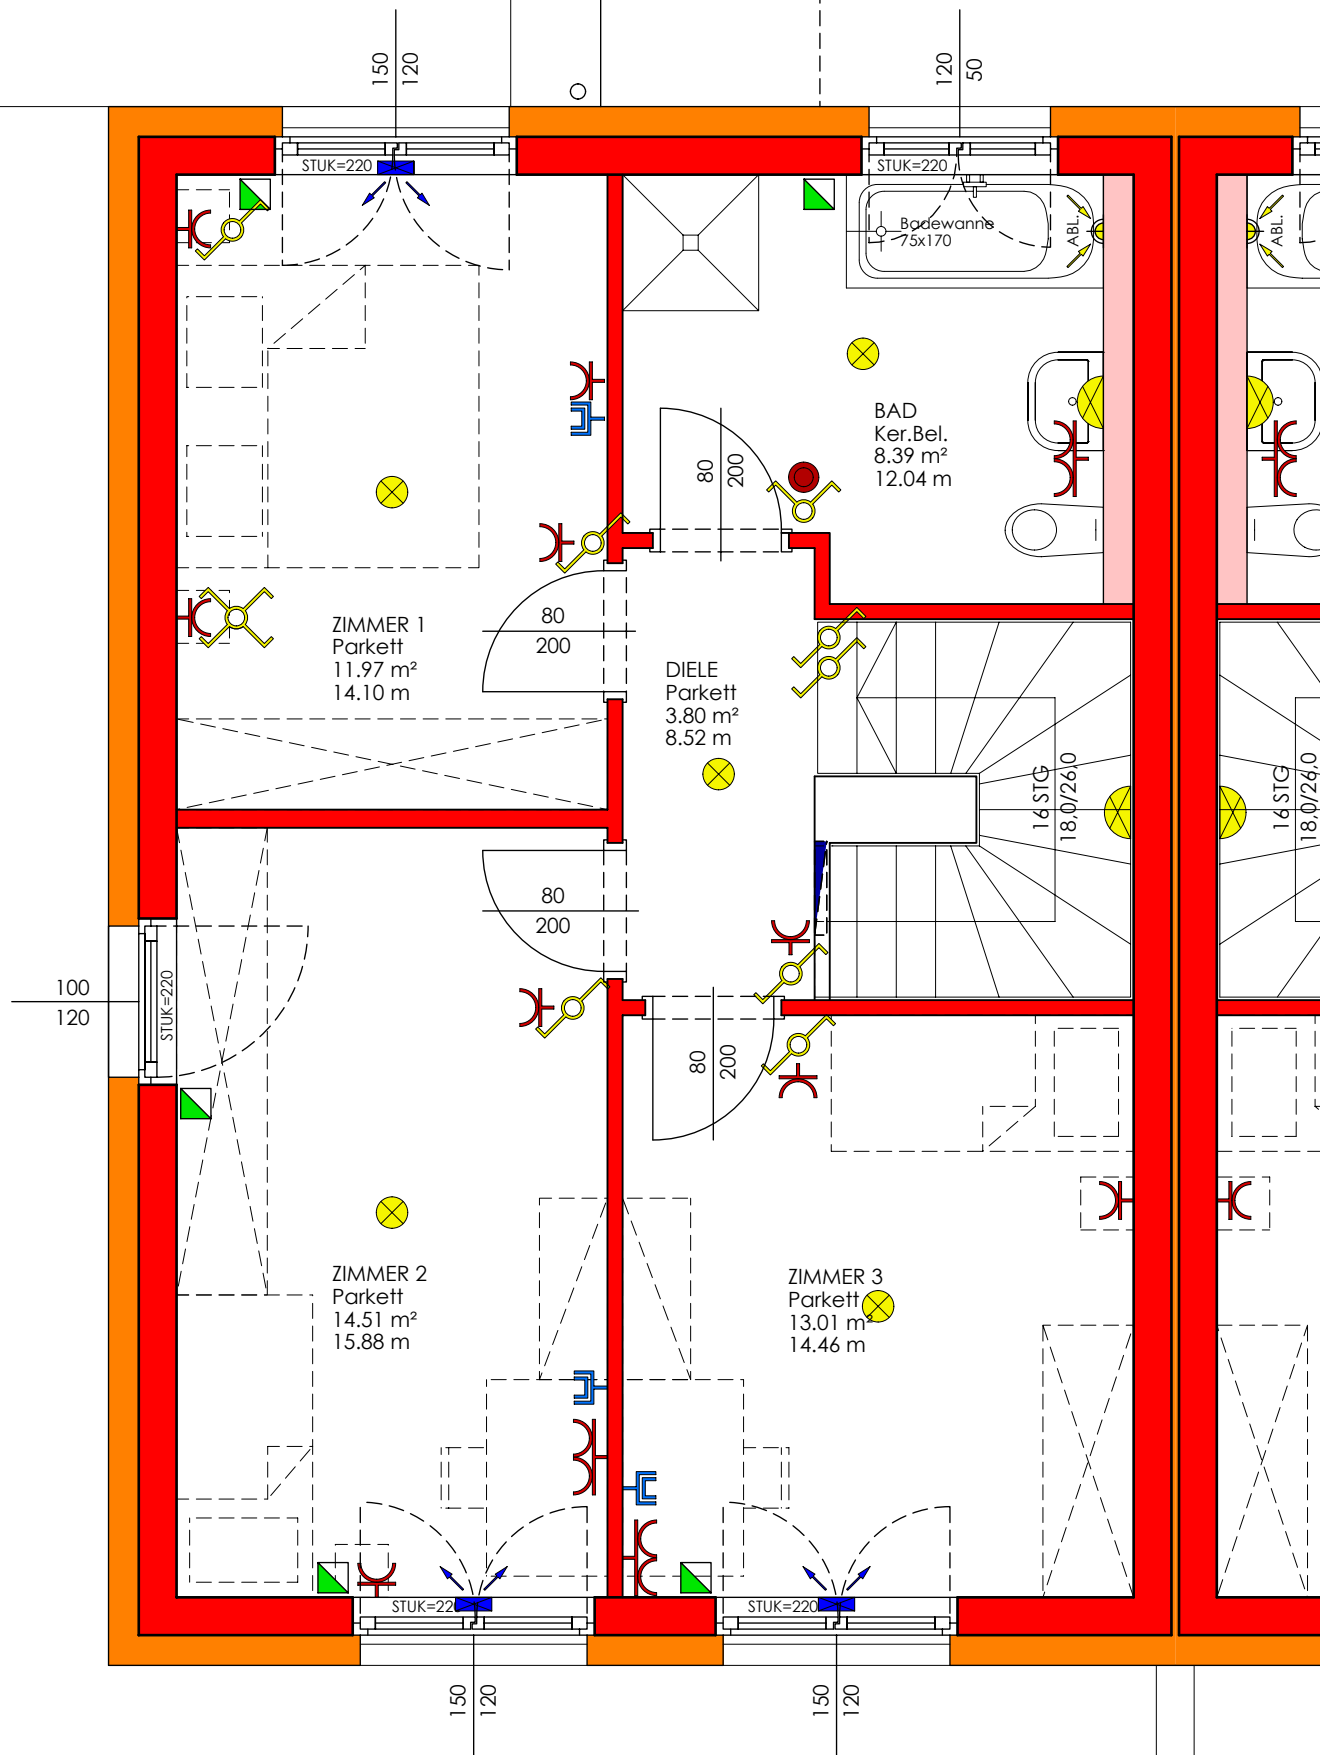 150
120
120
50
STUK=220
STUK=220
Badewanne
75x170
ABL.
ABL.
BAD
Ker.Bel.
8.39 m²
12.04 m
80
200
ZIMMER 1
Parkett
11.97 m²
14.10 m
80
200
DIELE
Parkett
3.80 m²
8.52 m
16 STG
18,0/26,0
16 STG
18,0/26,0
80
200
100
120
STUK=220
80
200
ZIMMER 2
Parkett
14.51 m²
15.88 m
ZIMMER 3
Parkett
13.01 m²
14.46 m
STUK=220
STUK=220
150
120
150
120